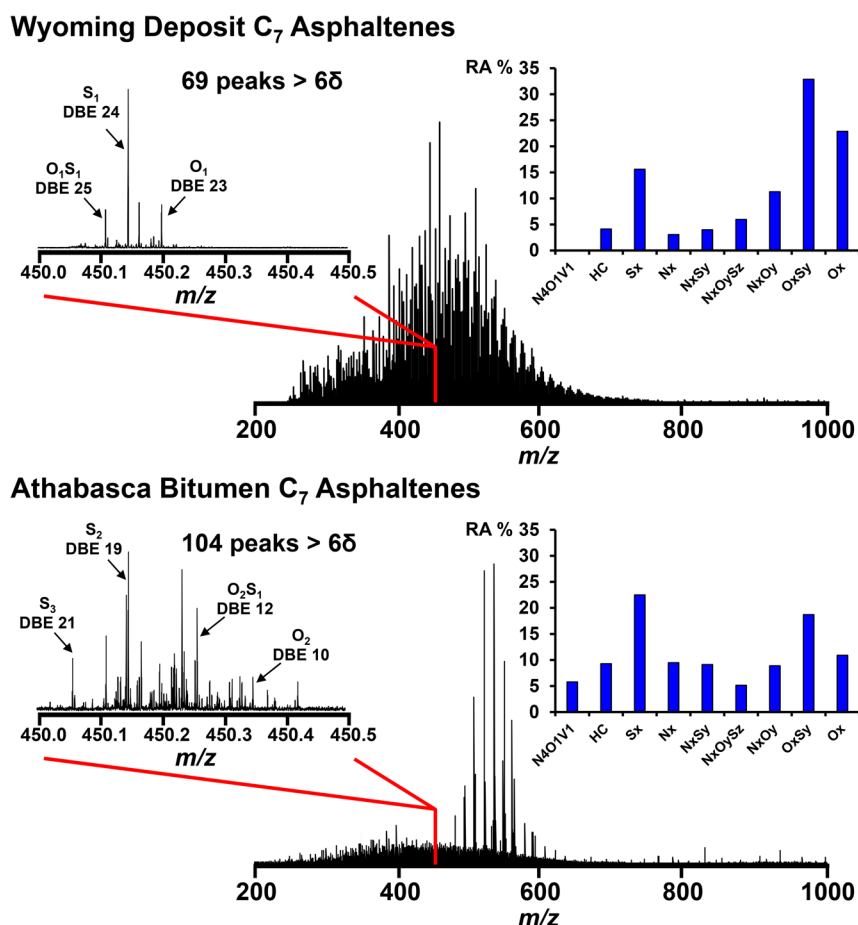 Wyoming Deposit C₇ Asphaltenes
69 peaks > 6δ
S₁
DBE 24
O₁S₁
DBE 25
O₁
DBE 23
450.0 450.1 450.2 450.3 450.4 450.5
m/z
RA %
35
30
25
20
15
10
5
0
N4O1V1 HC Sx Nx NxSy NxOySz NxOy OxSy Ox
200 400 600 800 1000
m/z
Athabasca Bitumen C₇ Asphaltenes
104 peaks > 6δ
S₂
DBE 19
S₃
DBE 21
O₂S₁
DBE 12
O₂
DBE 10
450.0 450.1 450.2 450.3 450.4 450.5
m/z
RA %
35
30
25
20
15
10
5
0
N4O1V1 HC Sx Nx NxSy NxOySz NxOy OxSy Ox
200 400 600 800 1000
m/z